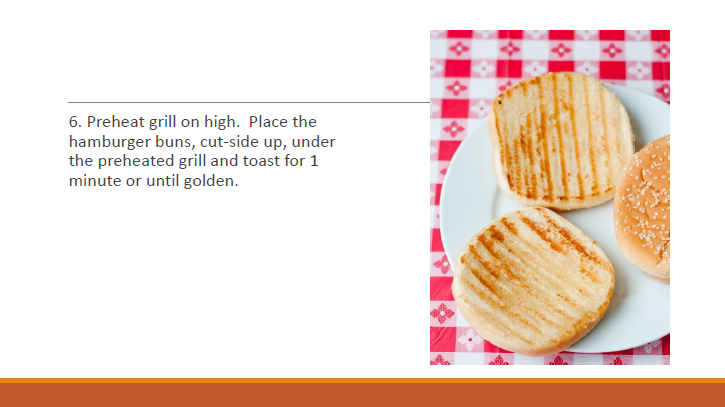 6. Preheat grill on high.  Place the
hamburger buns, cut-side up, under
the preheated grill and toast for 1
minute or until golden.